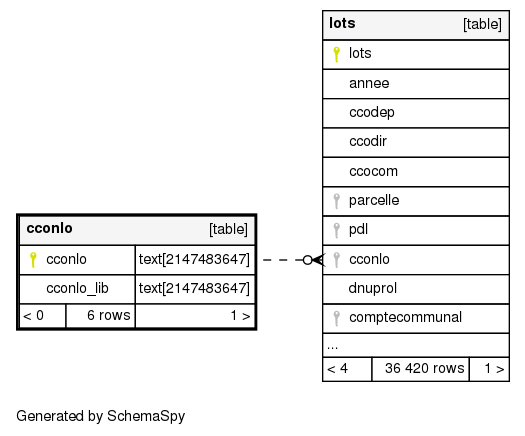 lots [table]
lots
annee
ccodep
ccodir
ccocom
parcelle
pdl
cconlo
dnuprol
comptecommunal
...
< 4 36 420 rows 1 >
cconlo [table]
cconlo text[2147483647]
cconlo_lib text[2147483647]
< 0 6 rows 1 >
Generated by SchemaSpy